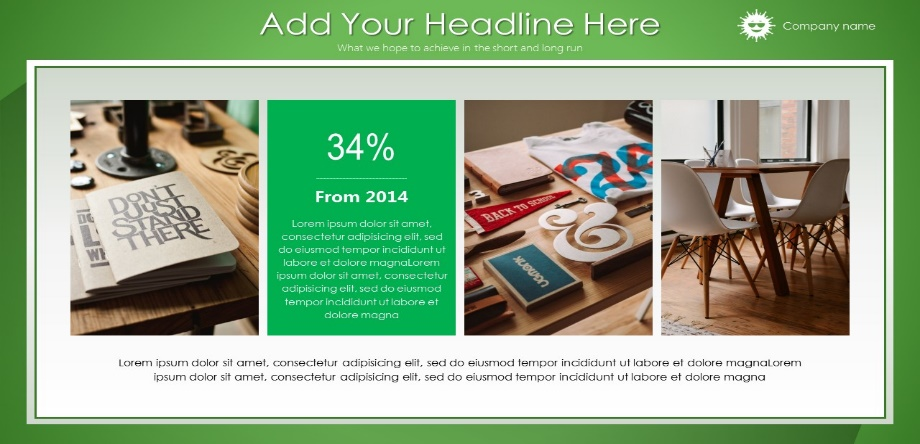 Add Your Headline Here
What we hope to achieve in the short and long run
Company name
DON'T
JUST
STAND
THERE
34%
From 2014
Lorem ipsum dolor sit amet,
consectetur adipisicing elit, sed
do eiusmod tempor incididunt ut
labore et dolore magnaLorem
ipsum dolor sit amet, consectetur
adipisicing elit, sed do eiusmod
tempor incididunt ut labore et
dolore magna
BACK TO SCHOOL
&
Lorem ipsum dolor sit amet, consectetur adipisicing elit, sed do eiusmod tempor incididunt ut labore et dolore magnaLorem
ipsum dolor sit amet, consectetur adipisicing elit, sed do eiusmod tempor incididunt ut labore et dolore magna